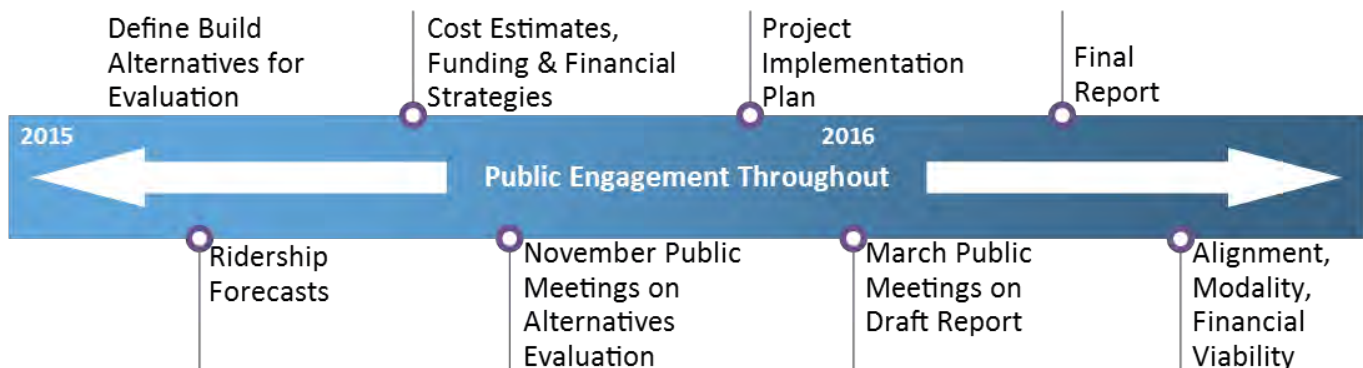 Define Build
Alternatives for
Evaluation
Cost Estimates,
Funding & Financial
Strategies
Project
Implementation
Plan
Final
Report
2015
2016
Public Engagement Throughout
Ridership
Forecasts
November Public
Meetings on
Alternatives
Evaluation
March Public
Meetings on
Draft Report
Alignment,
Modality,
Financial
Viability